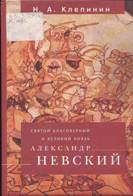 Н. А. Клепинин
СВЯТОЙ БЛАГОВЕРНЫЙ
И ВЕЛИКИЙ КНЯЗЬ
АЛЕКСАНДР
НЕВСКИЙ